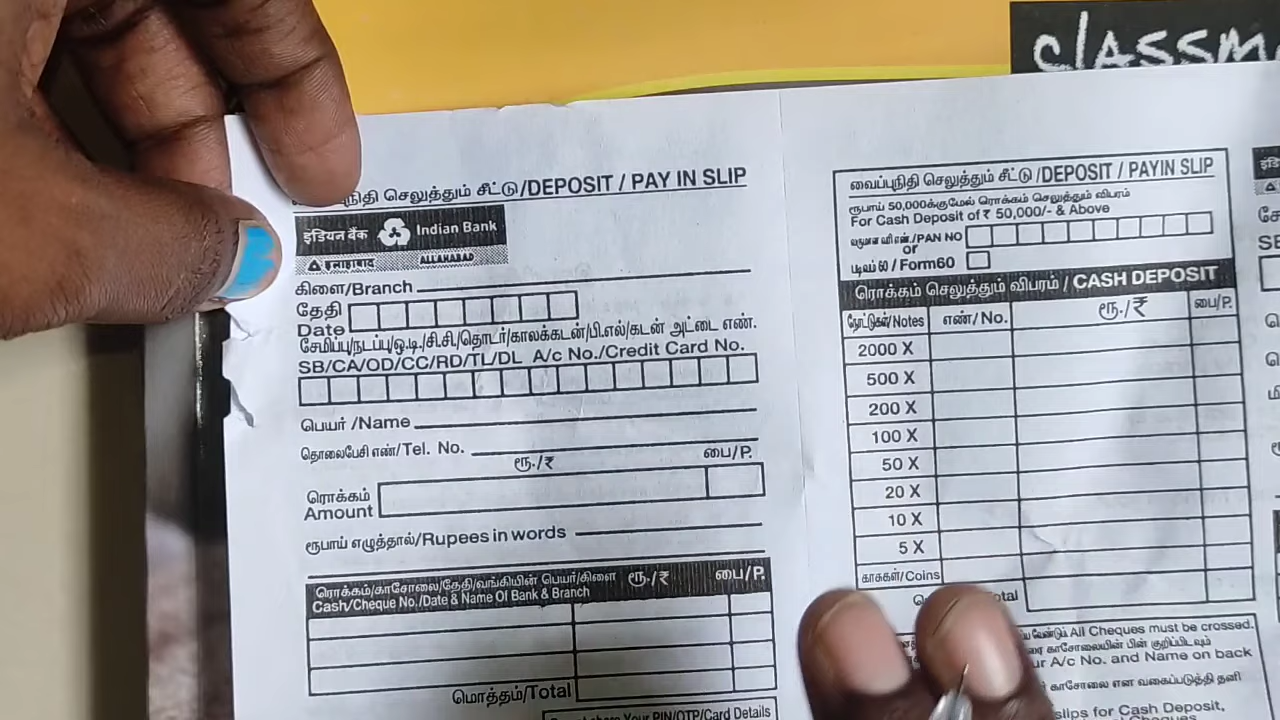 CLASSM
செலுத்தும் சீட்டு/DEPOSIT / PAY IN SLIP
इंडियन बैंक Indian Bank
इलाहाबाद ALLAHABAD
கிளை/Branch
தேதி
Date
சேமிப்பு/நடப்பு/ஒ.டி./சி.சி/தொடர்/காலக்கடன்/பி.எல்/கடன் அட்டை எண்.
SB/CA/OD/CC/RD/TL/DL A/c No./Credit Card No.
பெயர் /Name
தொலைபேசி எண்/Tel. No.
ரூ./₹ பை/P.
ரொக்கம்
Amount
ரூபாய் எழுத்தால்/Rupees in words
ரொக்கம்/காசோலை/தேதி/வங்கியின் பெயர்/கிளை ரூ./₹ பை/P.
Cash/Cheque No./Date & Name Of Bank & Branch
மொத்தம்/Total
Your PIN/OTP/Card Details
வைப்புநிதி செலுத்தும் சீட்டு /DEPOSIT / PAYIN SLIP
ரூபாய் 50,000க்குமேல் ரொக்கம் செலுத்தும் விபரம்
For Cash Deposit of ₹ 50,000/- & Above
வருமான வரி எண்./PAN NO
or
படிவம் 60 / Form60
ரொக்கம் செலுத்தும் விபரம் / CASH DEPOSIT
நோட்டுகள்/Notes எண்/ No. ரூ./₹ பை/P.
2000 X
500 X
200 X
100 X
50 X
20 X
10 X
5 X
காசுகள்/Coins
Total
வேண்டும் All Cheques must be crossed.
காசோலையின் பின் குறிப்பிடவும்
A/c No. and Name on back
காசோலை என வகைப்படுத்தி தனி
slips for Cash Deposit,